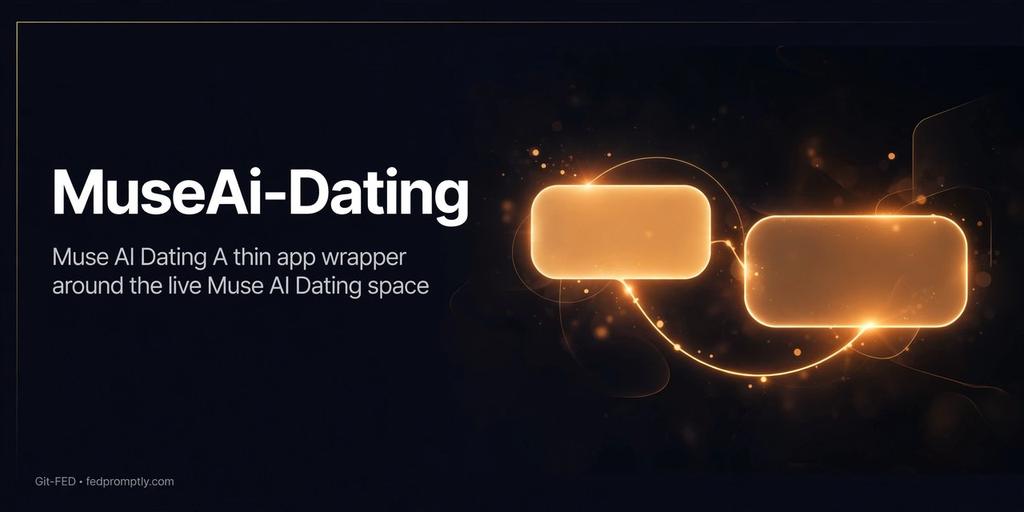 MuseAi-Dating
Muse AI Dating A thin app wrapper
around the live Muse AI Dating space
Git-FED • fedpromptly.com